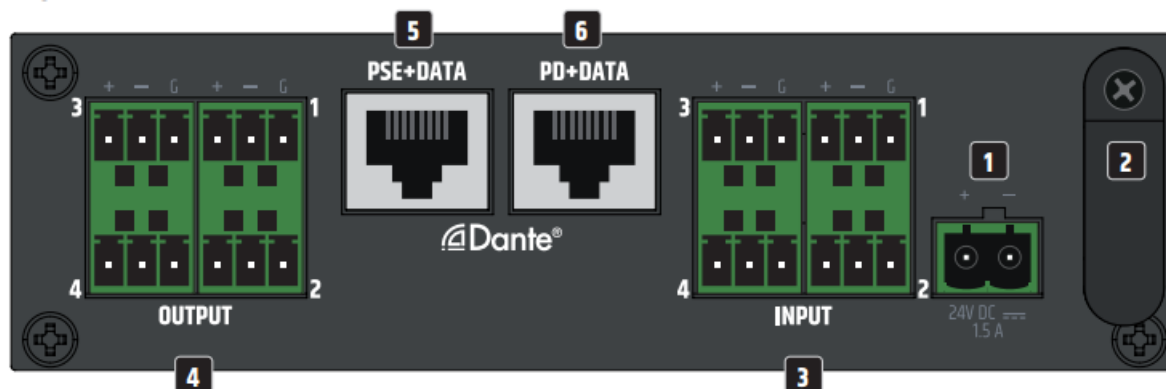 5 6
PSE+DATA PD+DATA
+ — G + — G + — G + — G
3 1 3 1
1 2
+ —
Dante®
4 2 4 2
OUTPUT INPUT
24V DC
1.5 A
4 3